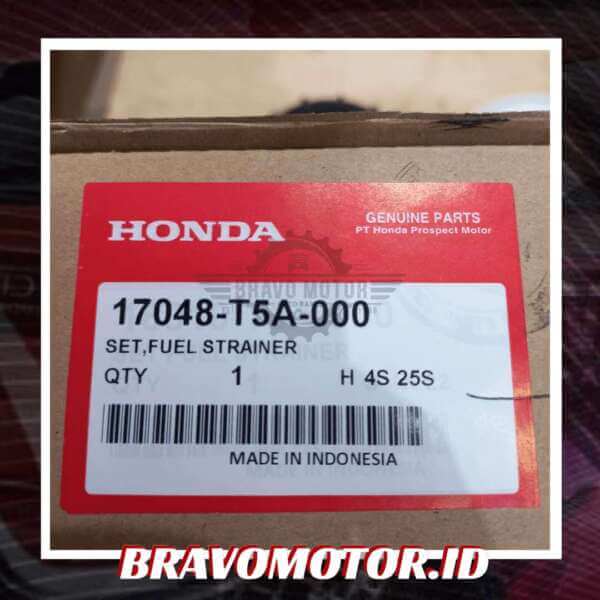 HONDA
GENUINE PARTS
PT Honda Prospect Motor
BRAVO MOTOR
17048-T5A-000
SET,FUEL STRAINER
QTY 1 H 4S 25S
MADE IN INDONESIA
BRAVOMOTOR.ID